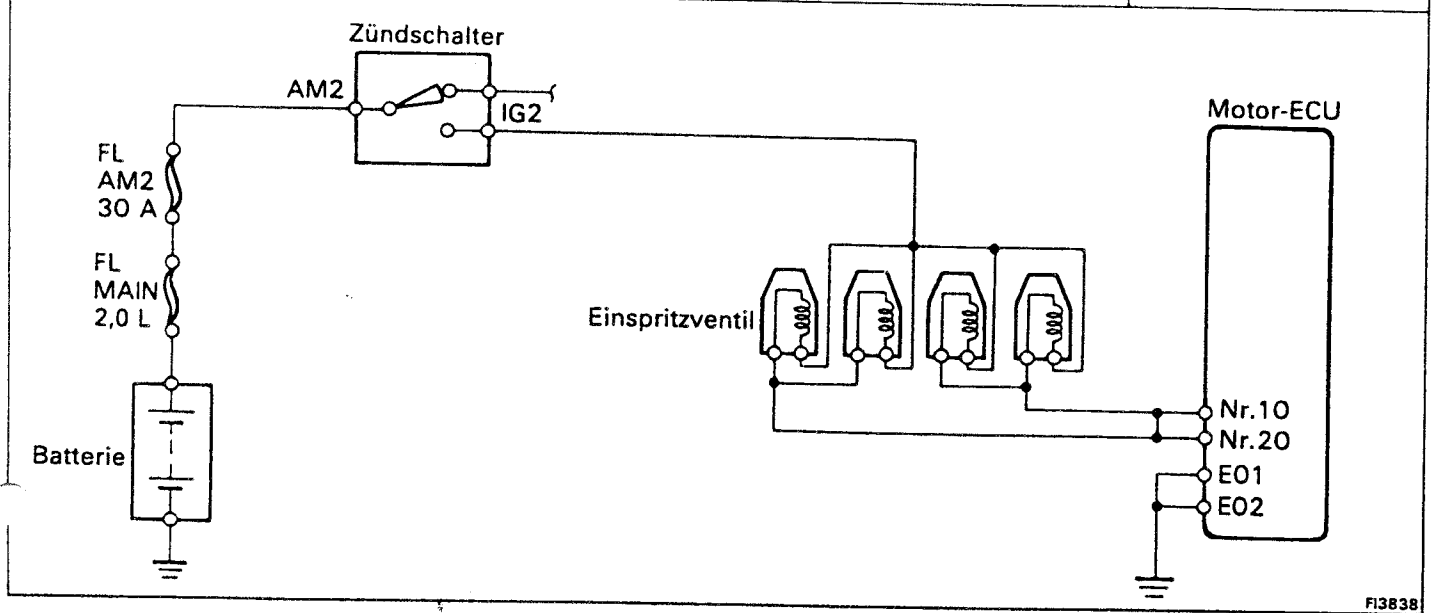 Zündschalter
AM2
IG2
Motor-ECU
FL
AM2
30 A
FL
MAIN
2,0 L
Einspritzventil
Batterie
Nr.10
Nr.20
E01
E02
FI3838